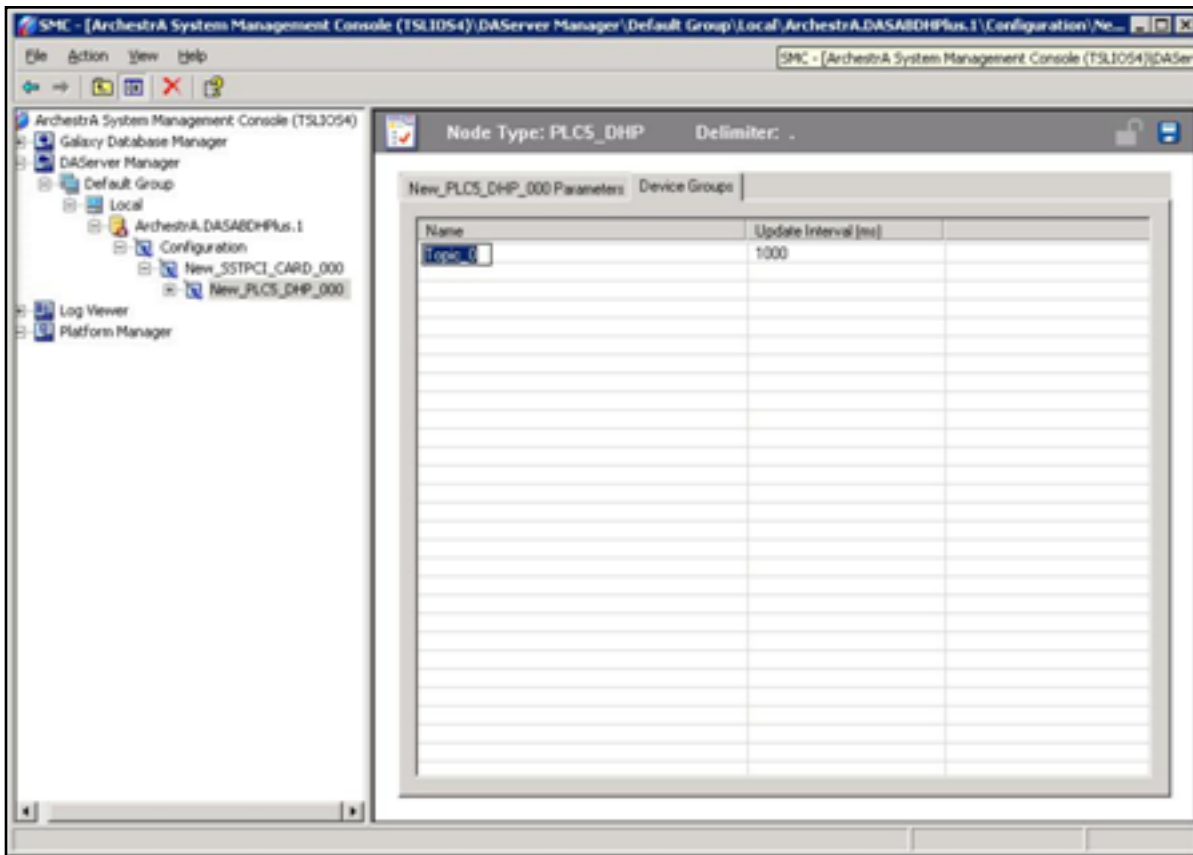 SMC - [ArchestrA System Management Console (TSLIOS4)\DAServer Manager\Default Group\Local\ArchestrA.DASABDHPlus.1\Configuration\Ne...
File Action View Help
SMC - [ArchestrA System Management Console (TSLIOS4)\DASer
ArchestrA System Management Console (TSLIOS4)
Galaxy Database Manager
DAServer Manager
Default Group
Local
ArchestrA.DASABDHPlus.1
Configuration
New_SSTPCI_CARD_000
New_PLC5_DHP_000
Log Viewer
Platform Manager
Node Type: PLC5_DHP Delimiter: .
New_PLC5_DHP_000 Parameters Device Groups
Name Update Interval (ms)
Topic_0 1000